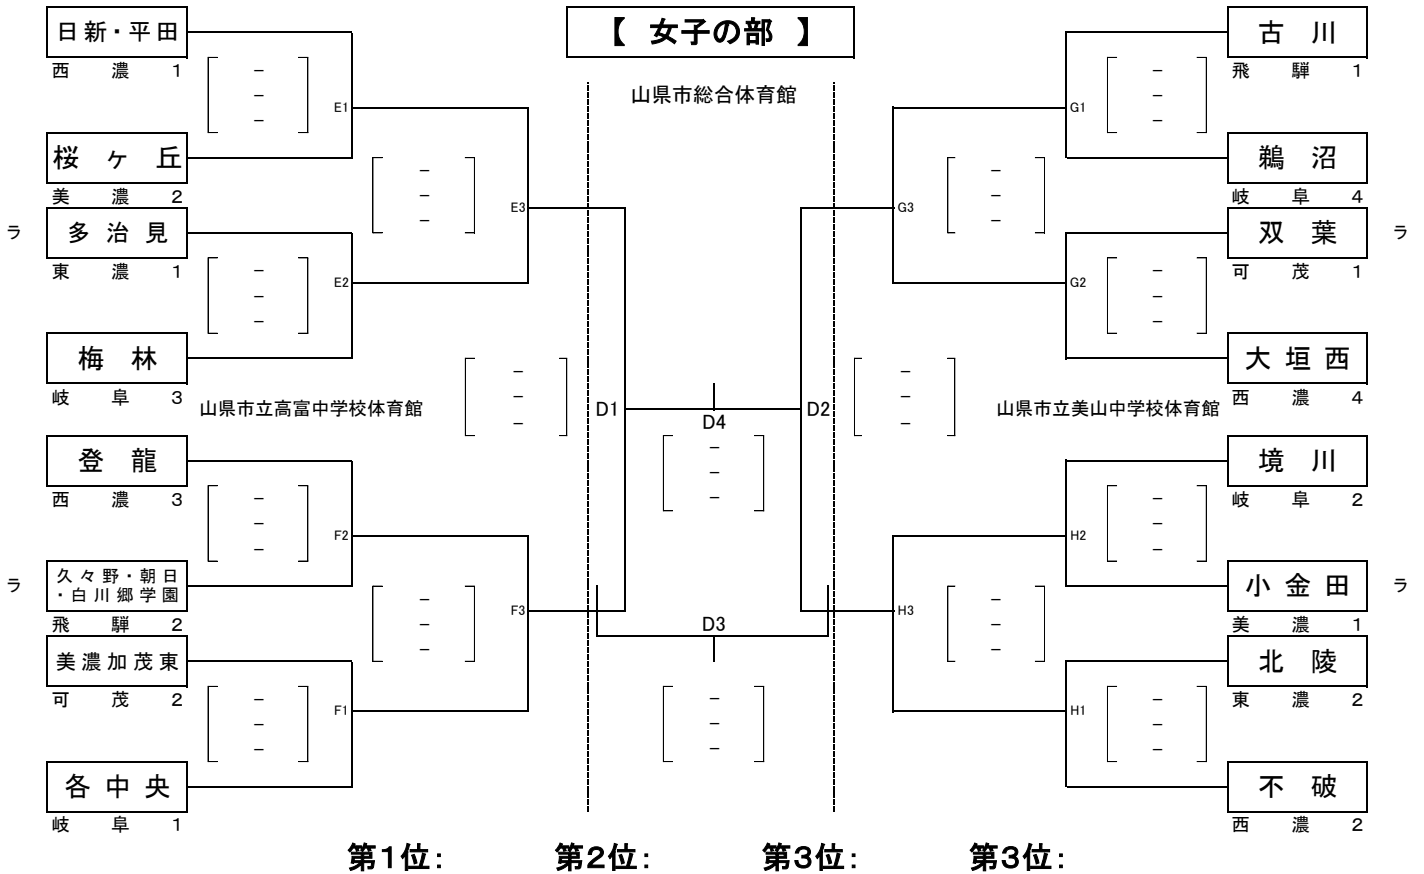 【 女子の部 】
山県市総合体育館
日新・平田
西濃1
E1
桜ヶ丘
美濃2
E3
ラ
多治見
東濃1
E2
梅林
岐阜3
山県市立高富中学校体育館
D1
登龍
西濃3
F2
ラ
久々野・朝日
・白川郷学園
飛騨2
F3
美濃加茂東
可茂2
F1
各中央
岐阜1
D4
D3
古川
飛騨1
G1
鵜沼
岐阜4
G3
双葉
ラ
可茂1
G2
大垣西
西濃4
D2
山県市立美山中学校体育館
境川
岐阜2
H2
小金田
ラ
美濃1
H3
北陵
東濃2
H1
不破
西濃2
第1位: 第2位: 第3位: 第3位: